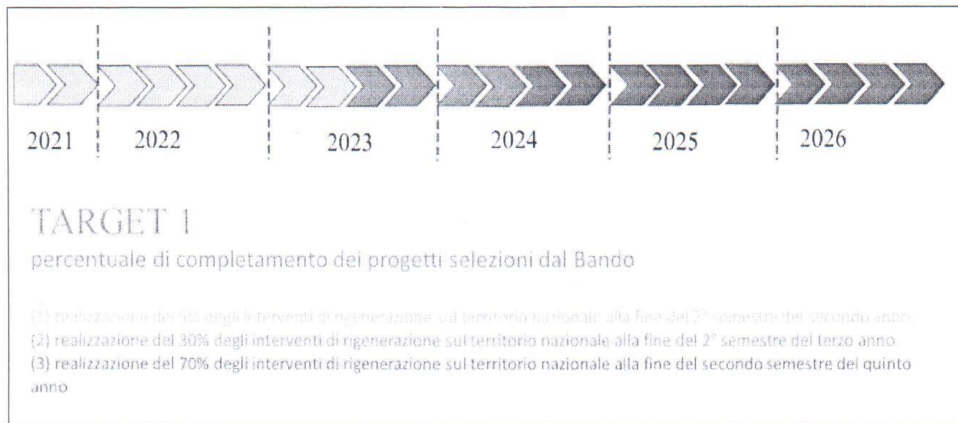 2021 2022 2023 2024 2025 2026
TARGET 1
percentuale di completamento dei progetti selezioni dal Bando
(1) realizzazione del 5% degli interventi di rigenerazione sul territorio nazionale alla fine del 2° semestre del secondo anno
(2) realizzazione del 30% degli interventi di rigenerazione sul territorio nazionale alla fine del 2° semestre del terzo anno
(3) realizzazione del 70% degli interventi di rigenerazione sul territorio nazionale alla fine del secondo semestre del quinto
anno